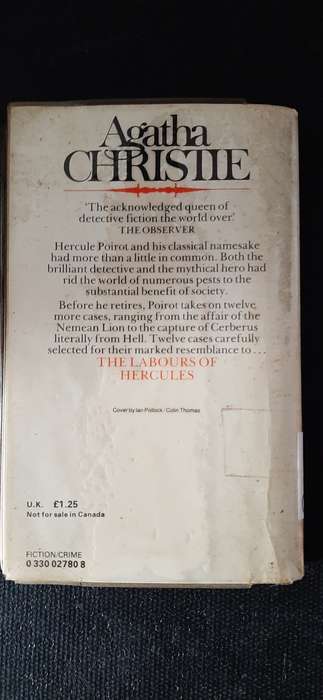 Agatha
CHRISTIE
'The acknowledged queen of
detective fiction the world over.'
THE OBSERVER
Hercule Poirot and his classical namesake
had more than a little in common. Both the
brilliant detective and the mythical hero had
rid the world of numerous pests to the
substantial benefit of society.
Before he retires, Poirot takes on twelve
more cases, ranging from the affair of the
Nemean Lion to the capture of Cerberus
literally from Hell. Twelve cases carefully
selected for their marked resemblance to...
THE LABOURS OF
HERCULES
Cover by Ian Pollock/Colin Thomas
U.K. £1.25
Not for sale in Canada
FICTION/CRIME
0 330 02780 8